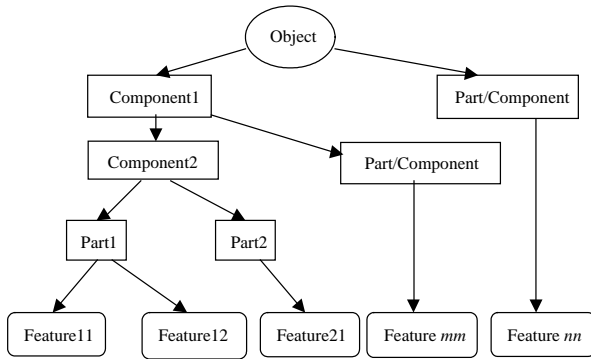 Object
Component1
Part/Component
Component2
Part/Component
Part1
Part2
Feature11
Feature12
Feature21
Feature mm
Feature nn